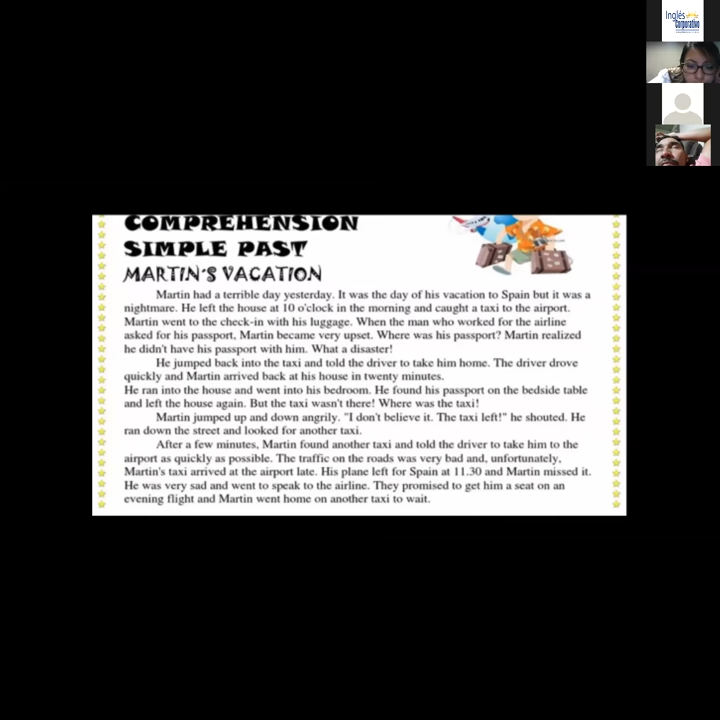 Inglés
Corporativo
COMPREHENSION
SIMPLE PAST
MARTIN'S VACATION
Martin had a terrible day yesterday. It was the day of his vacation to Spain but it was a
nightmare. He left the house at 10 o'clock in the morning and caught a taxi to the airport.
Martin went to the check-in with his luggage. When the man who worked for the airline
asked for his passport, Martin became very upset. Where was his passport? Martin realized
he didn't have his passport with him. What a disaster!
He jumped back into the taxi and told the driver to take him home. The driver drove
quickly and Martin arrived back at his house in twenty minutes.
He ran into the house and went into his bedroom. He found his passport on the bedside table
and left the house again. But the taxi wasn't there! Where was the taxi!
Martin jumped up and down angrily. "I don't believe it. The taxi left!" he shouted. He
ran down the street and looked for another taxi.
After a few minutes, Martin found another taxi and told the driver to take him to the
airport as quickly as possible. The traffic on the roads was very bad and, unfortunately,
Martin's taxi arrived at the airport late. His plane left for Spain at 11.30 and Martin missed it.
He was very sad and went to speak to the airline. They promised to get him a seat on an
evening flight and Martin went home on another taxi to wait.